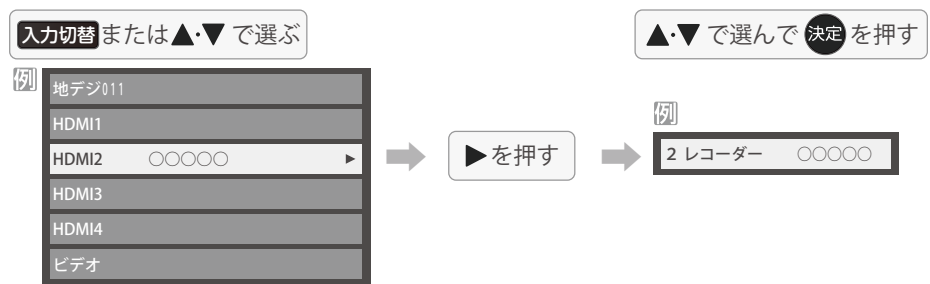 入力切替または▲・▼で選ぶ
例
地デジ011
HDMI1
HDMI2 ○○○○○ ▶
HDMI3
HDMI4
ビデオ
▶を押す
▲・▼で選んで決定を押す
例
2 レコーダー ○○○○○